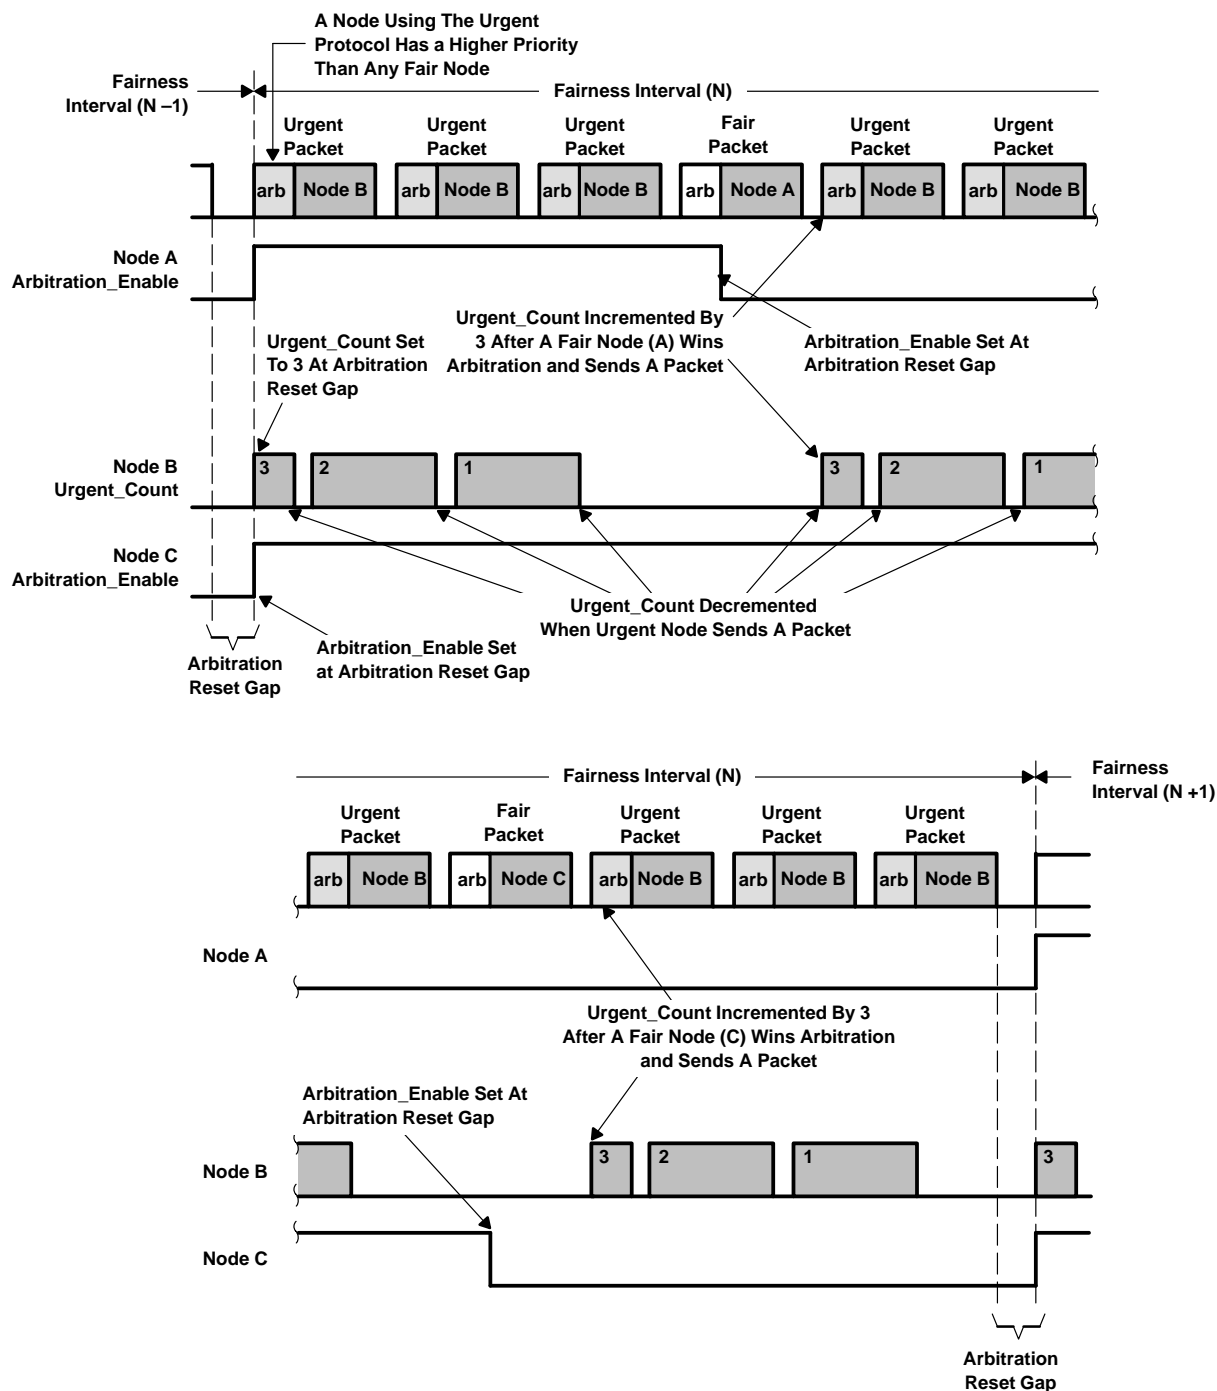 A Node Using The Urgent
Protocol Has a Higher Priority
Than Any Fair Node
Fairness
Interval (N –1)
Fairness Interval (N)
Urgent
Packet
Urgent
Packet
Urgent
Packet
Fair
Packet
Urgent
Packet
Urgent
Packet
arb Node B arb Node B arb Node B arb Node A arb Node B arb Node B
Node A
Arbitration_Enable
Urgent_Count Set
To 3 At Arbitration
Reset Gap
Urgent_Count Incremented By
3 After A Fair Node (A) Wins
Arbitration and Sends A Packet
Arbitration_Enable Set At
Arbitration Reset Gap
Node B
Urgent_Count
3 2 1 3 2 1
Node C
Arbitration_Enable
Urgent_Count Decremented
When Urgent Node Sends A Packet
Arbitration
Reset Gap
Arbitration_Enable Set
at Arbitration Reset Gap
Fairness Interval (N)
Fairness
Interval (N +1)
Urgent
Packet
Fair
Packet
Urgent
Packet
Urgent
Packet
Urgent
Packet
arb Node B arb Node C arb Node B arb Node B arb Node B
Node A
Urgent_Count Incremented By 3
After A Fair Node (C) Wins Arbitration
and Sends A Packet
Arbitration_Enable Set At
Arbitration Reset Gap
Node B
3 2 1 3
Node C
Arbitration
Reset Gap